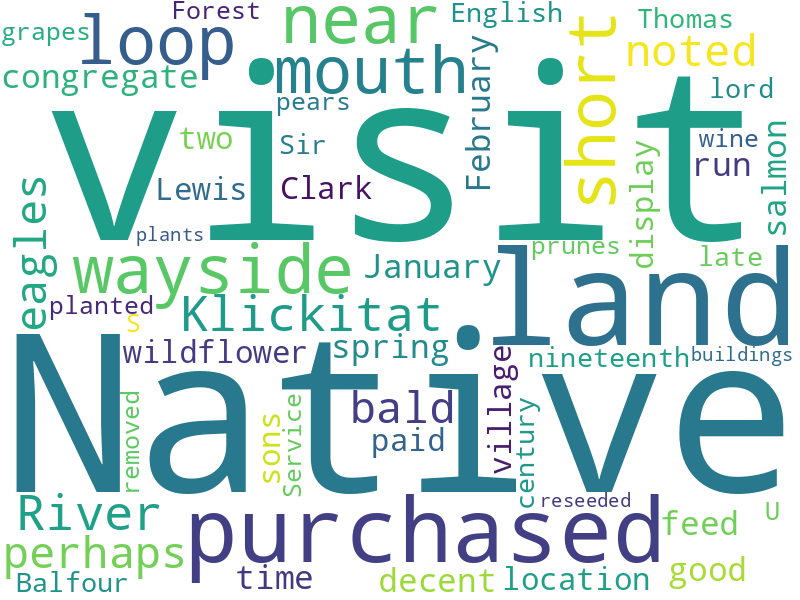 Forest
English
grapes
loop
near
Thomas
congregate
mouth
short
noted
pears
February
lord
visit
two
Sir
wine
run
salmon
display
Lewis
Clark
eagles
plants
prunes
late
wayside
January
land
planted
S
Klickitat
wildflower
spring
nineteenth
buildings
Native
village
removed
sons
Service
bald
paid
century
River
purchased
reseeded
feed
U
perhaps
Balfour
time
decent
location
good